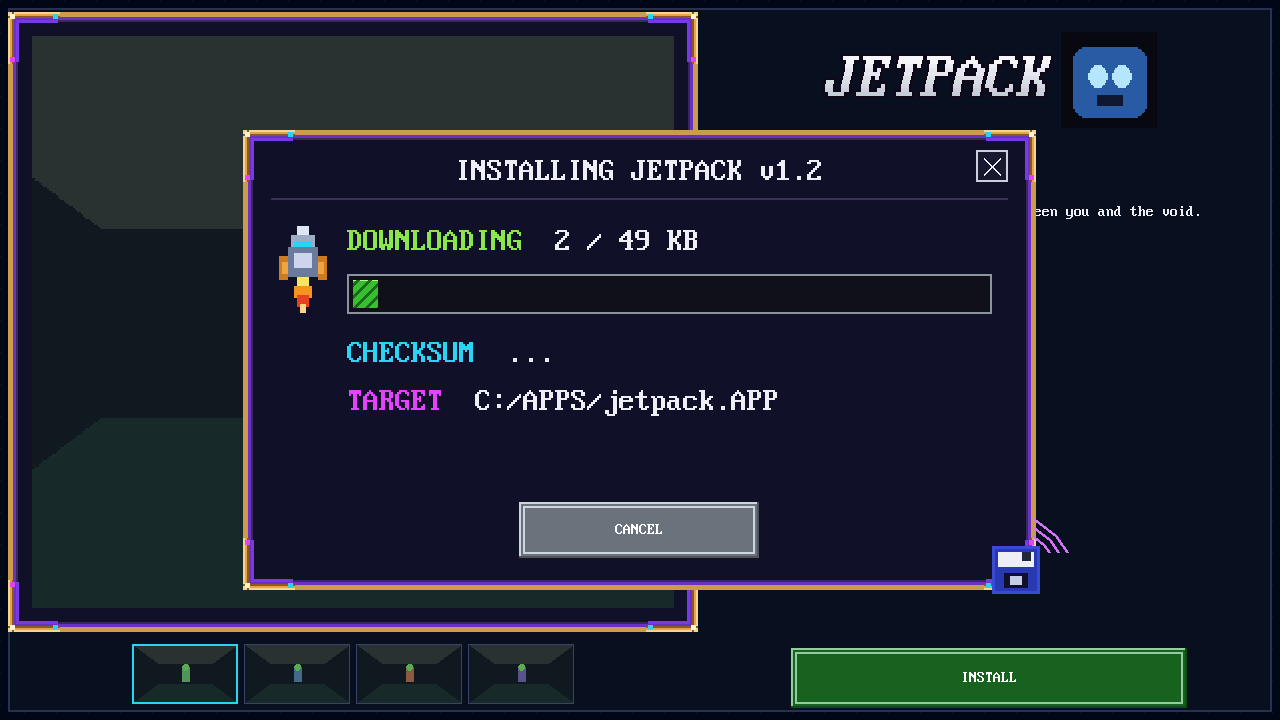 JETPACK
INSTALLING JETPACK v1.2
een you and the void.
DOWNLOADING 2 / 49 KB
CHECKSUM ...
TARGET C:/APPS/jetpack.APP
CANCEL
INSTALL